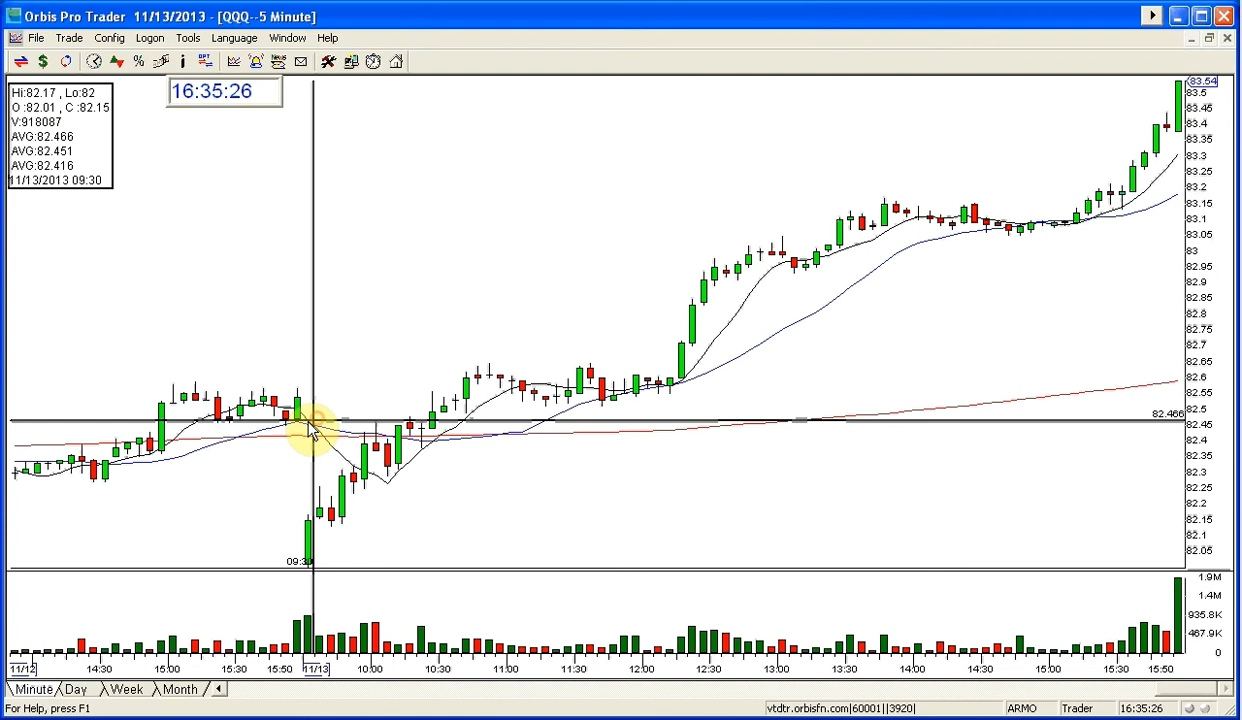 Orbis Pro Trader 11/13/2013 - [QQQ--5 Minute]
File Trade Config Logon Tools Language Window Help
16:35:26
Hi:82.17 , Lo:82
O :82.01 , C :82.15
V:918087
AVG:82.466
AVG:82.451
AVG:82.416
11/13/2013 09:30
83.54
83.5
83.45
83.4
83.35
83.3
83.25
83.2
83.15
83.1
83.05
83
82.95
82.9
82.85
82.8
82.75
82.7
82.65
82.6
82.55
82.5
82.466
82.45
82.4
82.35
82.3
82.25
82.2
82.15
82.1
82.05
09:30
1.9M
1.4M
935.8K
467.9K
0
11/12 14:30 15:00 15:30 15:50 11/13 10:00 10:30 11:00 11:30 12:00 12:30 13:00 13:30 14:00 14:30 15:00 15:30 15:50
Minute Day Week Month
For Help, press F1 vtdtr.orbisfn.com|60001||3920| ARMO Trader 16:35:26